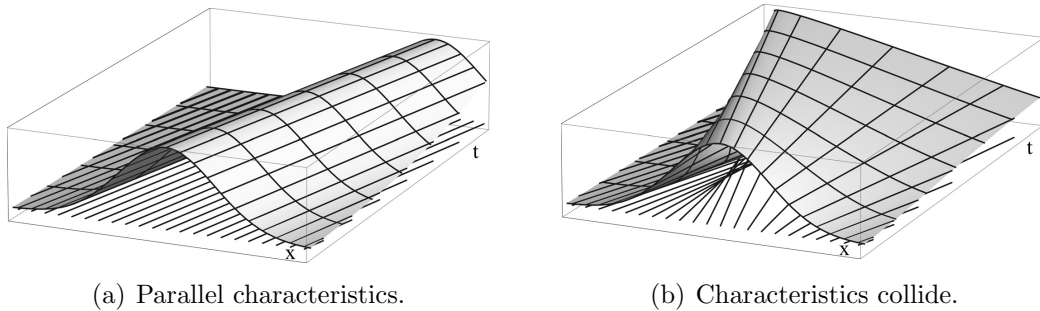 t
x
t
x
(a) Parallel characteristics.
(b) Characteristics collide.